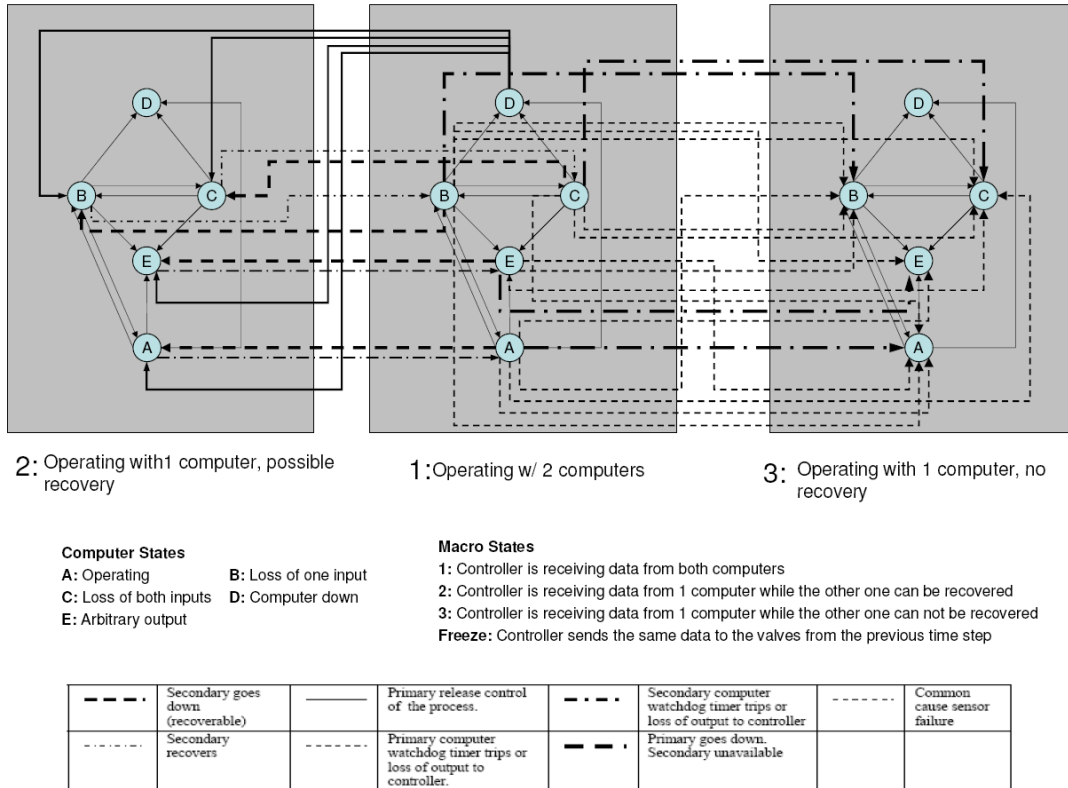 D
B
C
E
A
D
B
C
E
A
D
B
C
E
A
2: Operating with1 computer, possible
recovery
1:Operating w/ 2 computers
3: Operating with 1 computer, no
recovery
Computer States
A: Operating B: Loss of one input
C: Loss of both inputs D: Computer down
E: Arbitrary output
Macro States
1: Controller is receiving data from both computers
2: Controller is receiving data from 1 computer while the other one can be recovered
3: Controller is receiving data from 1 computer while the other one can not be recovered
Freeze: Controller sends the same data to the valves from the previous time step
Secondary goes
down
(recoverable)
Primary release control
of the process.
Secondary computer
watchdog timer trips or
loss of output to controller
Common
cause sensor
failure
Secondary
recovers
Primary computer
watchdog timer trips or
loss of output to
controller.
Primary goes down.
Secondary unavailable